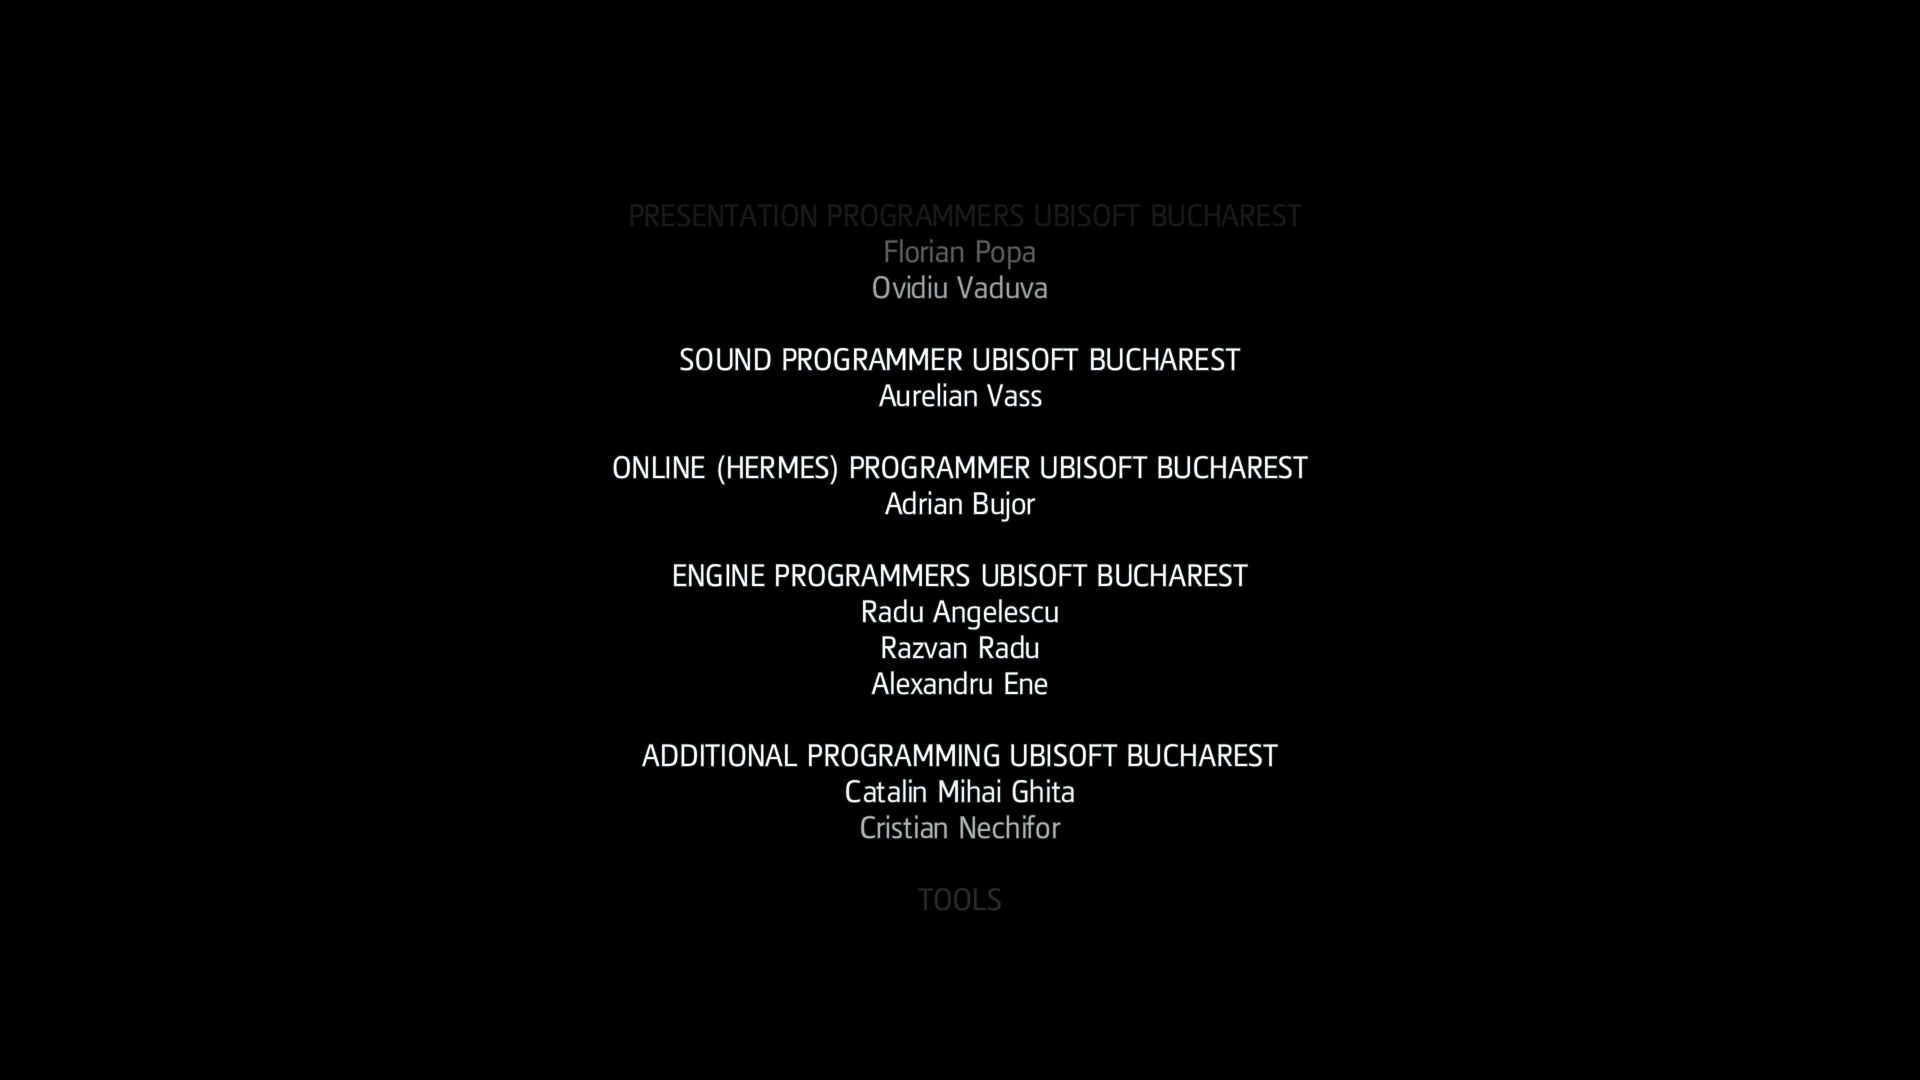 PRESENTATION PROGRAMMERS UBISOFT BUCHAREST
Florian Popa
Ovidiu Vaduva
SOUND PROGRAMMER UBISOFT BUCHAREST
Aurelian Vass
ONLINE (HERMES) PROGRAMMER UBISOFT BUCHAREST
Adrian Bujor
ENGINE PROGRAMMERS UBISOFT BUCHAREST
Radu Angelescu
Razvan Radu
Alexandru Ene
ADDITIONAL PROGRAMMING UBISOFT BUCHAREST
Catalin Mihai Ghita
Cristian Nechifor
TOOLS